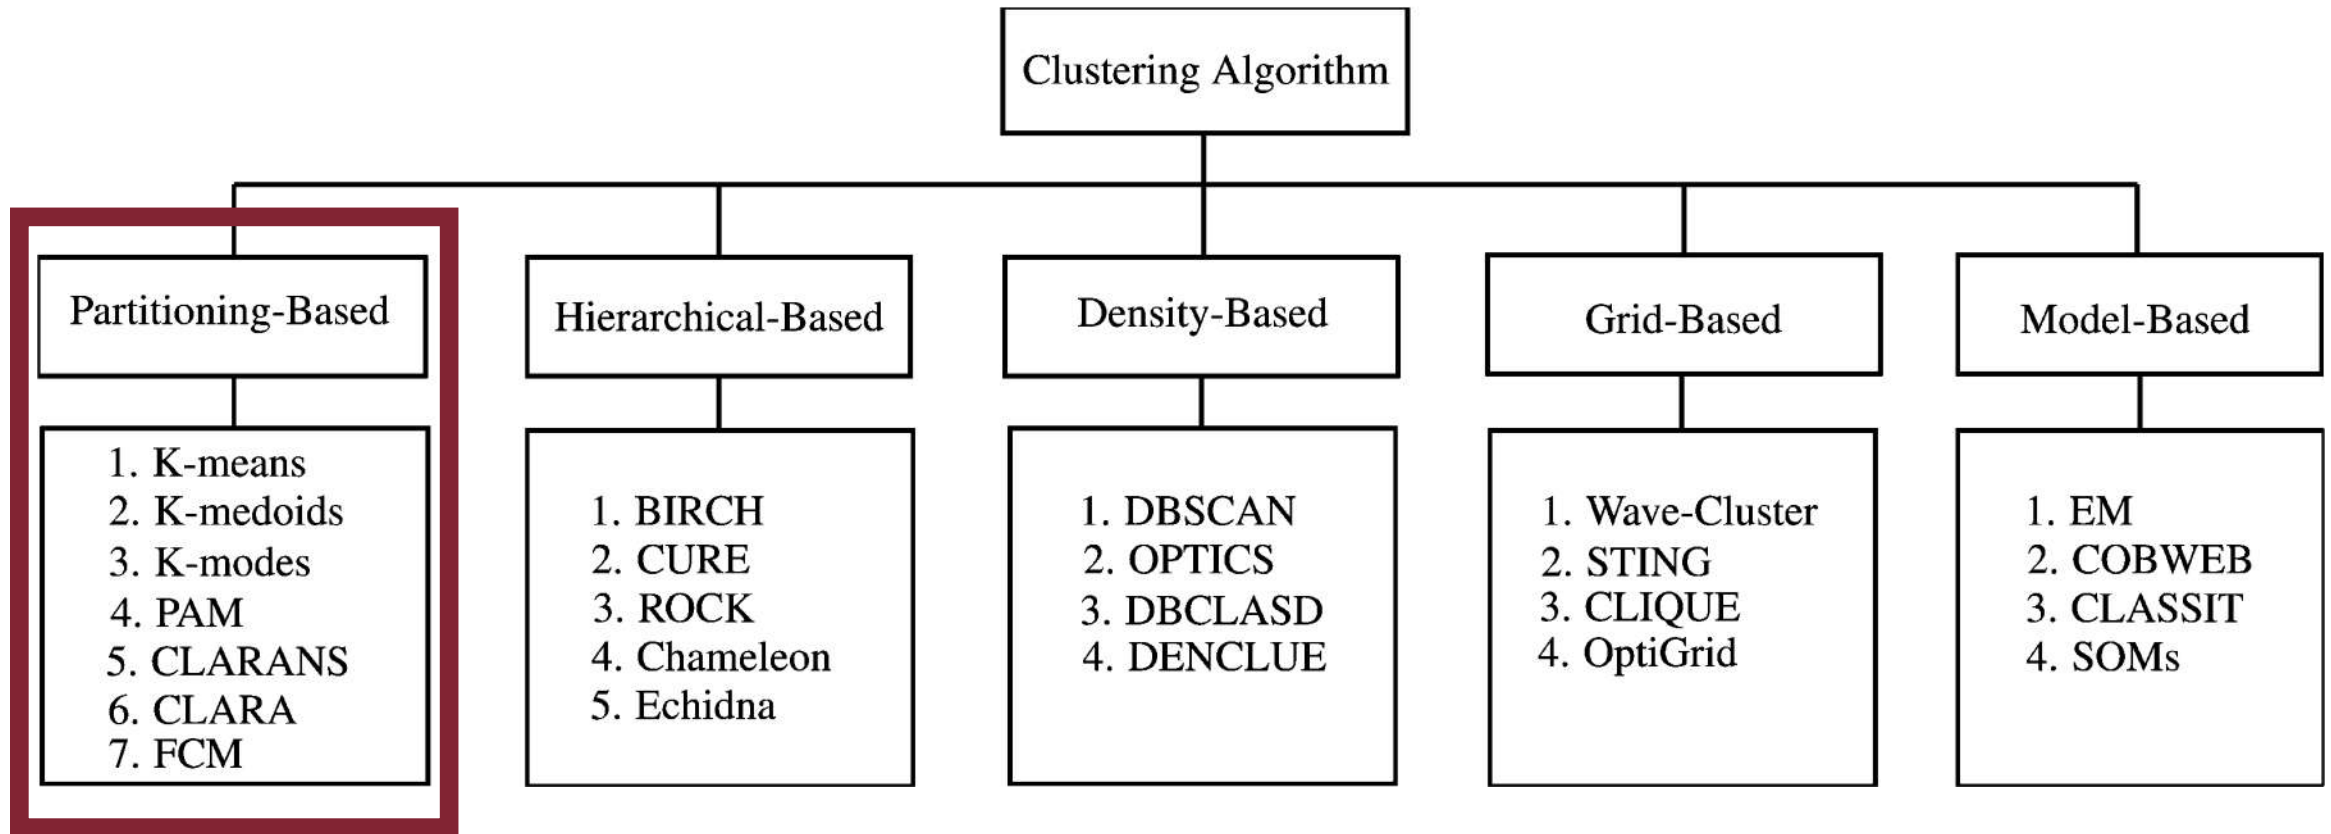 Clustering Algorithm
Partitioning-Based
1. K-means
2. K-medoids
3. K-modes
4. PAM
5. CLARANS
6. CLARA
7. FCM
Hierarchical-Based
1. BIRCH
2. CURE
3. ROCK
4. Chameleon
5. Echidna
Density-Based
1. DBSCAN
2. OPTICS
3. DBCLASD
4. DENCLUE
Grid-Based
1. Wave-Cluster
2. STING
3. CLIQUE
4. OptiGrid
Model-Based
1. EM
2. COBWEB
3. CLASSIT
4. SOMs